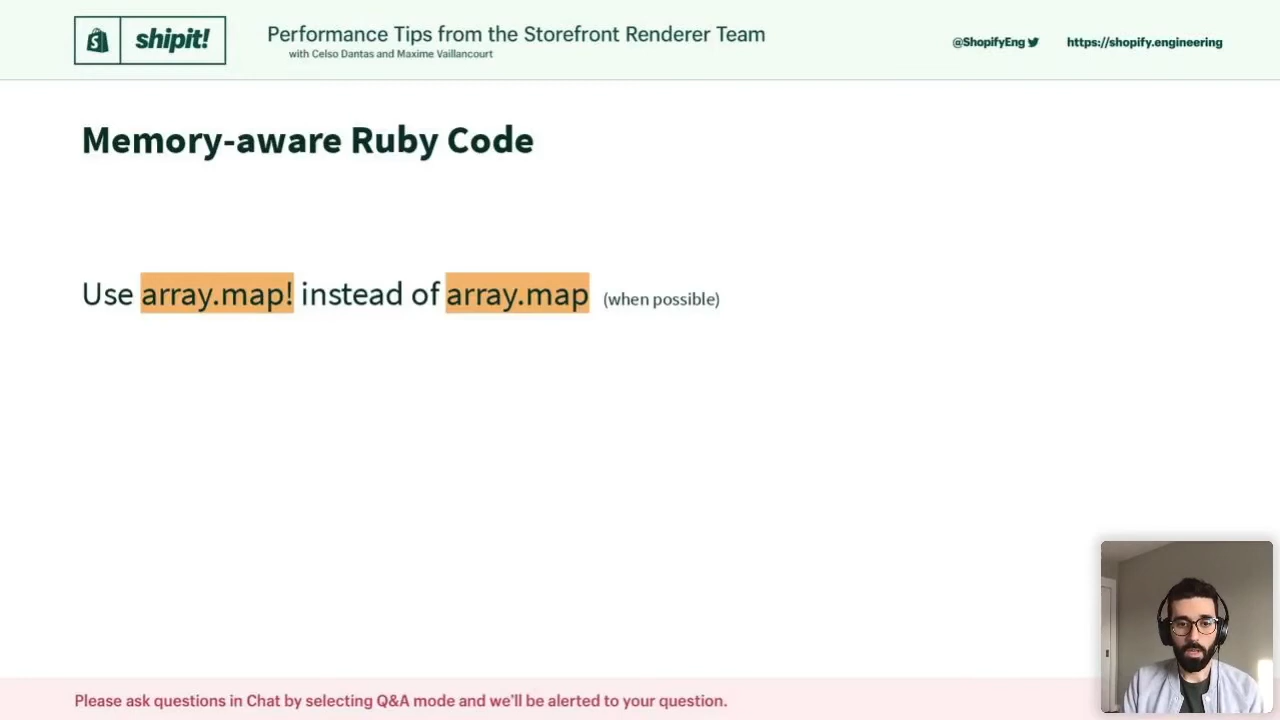 shipit!
Performance Tips from the Storefront Renderer Team
with Celso Dantas and Maxime Vaillancourt
@ShopifyEng
https://shopify.engineering
Memory-aware Ruby Code
Use array.map! instead of array.map (when possible)
Please ask questions in Chat by selecting Q&A mode and we'll be alerted to your question.